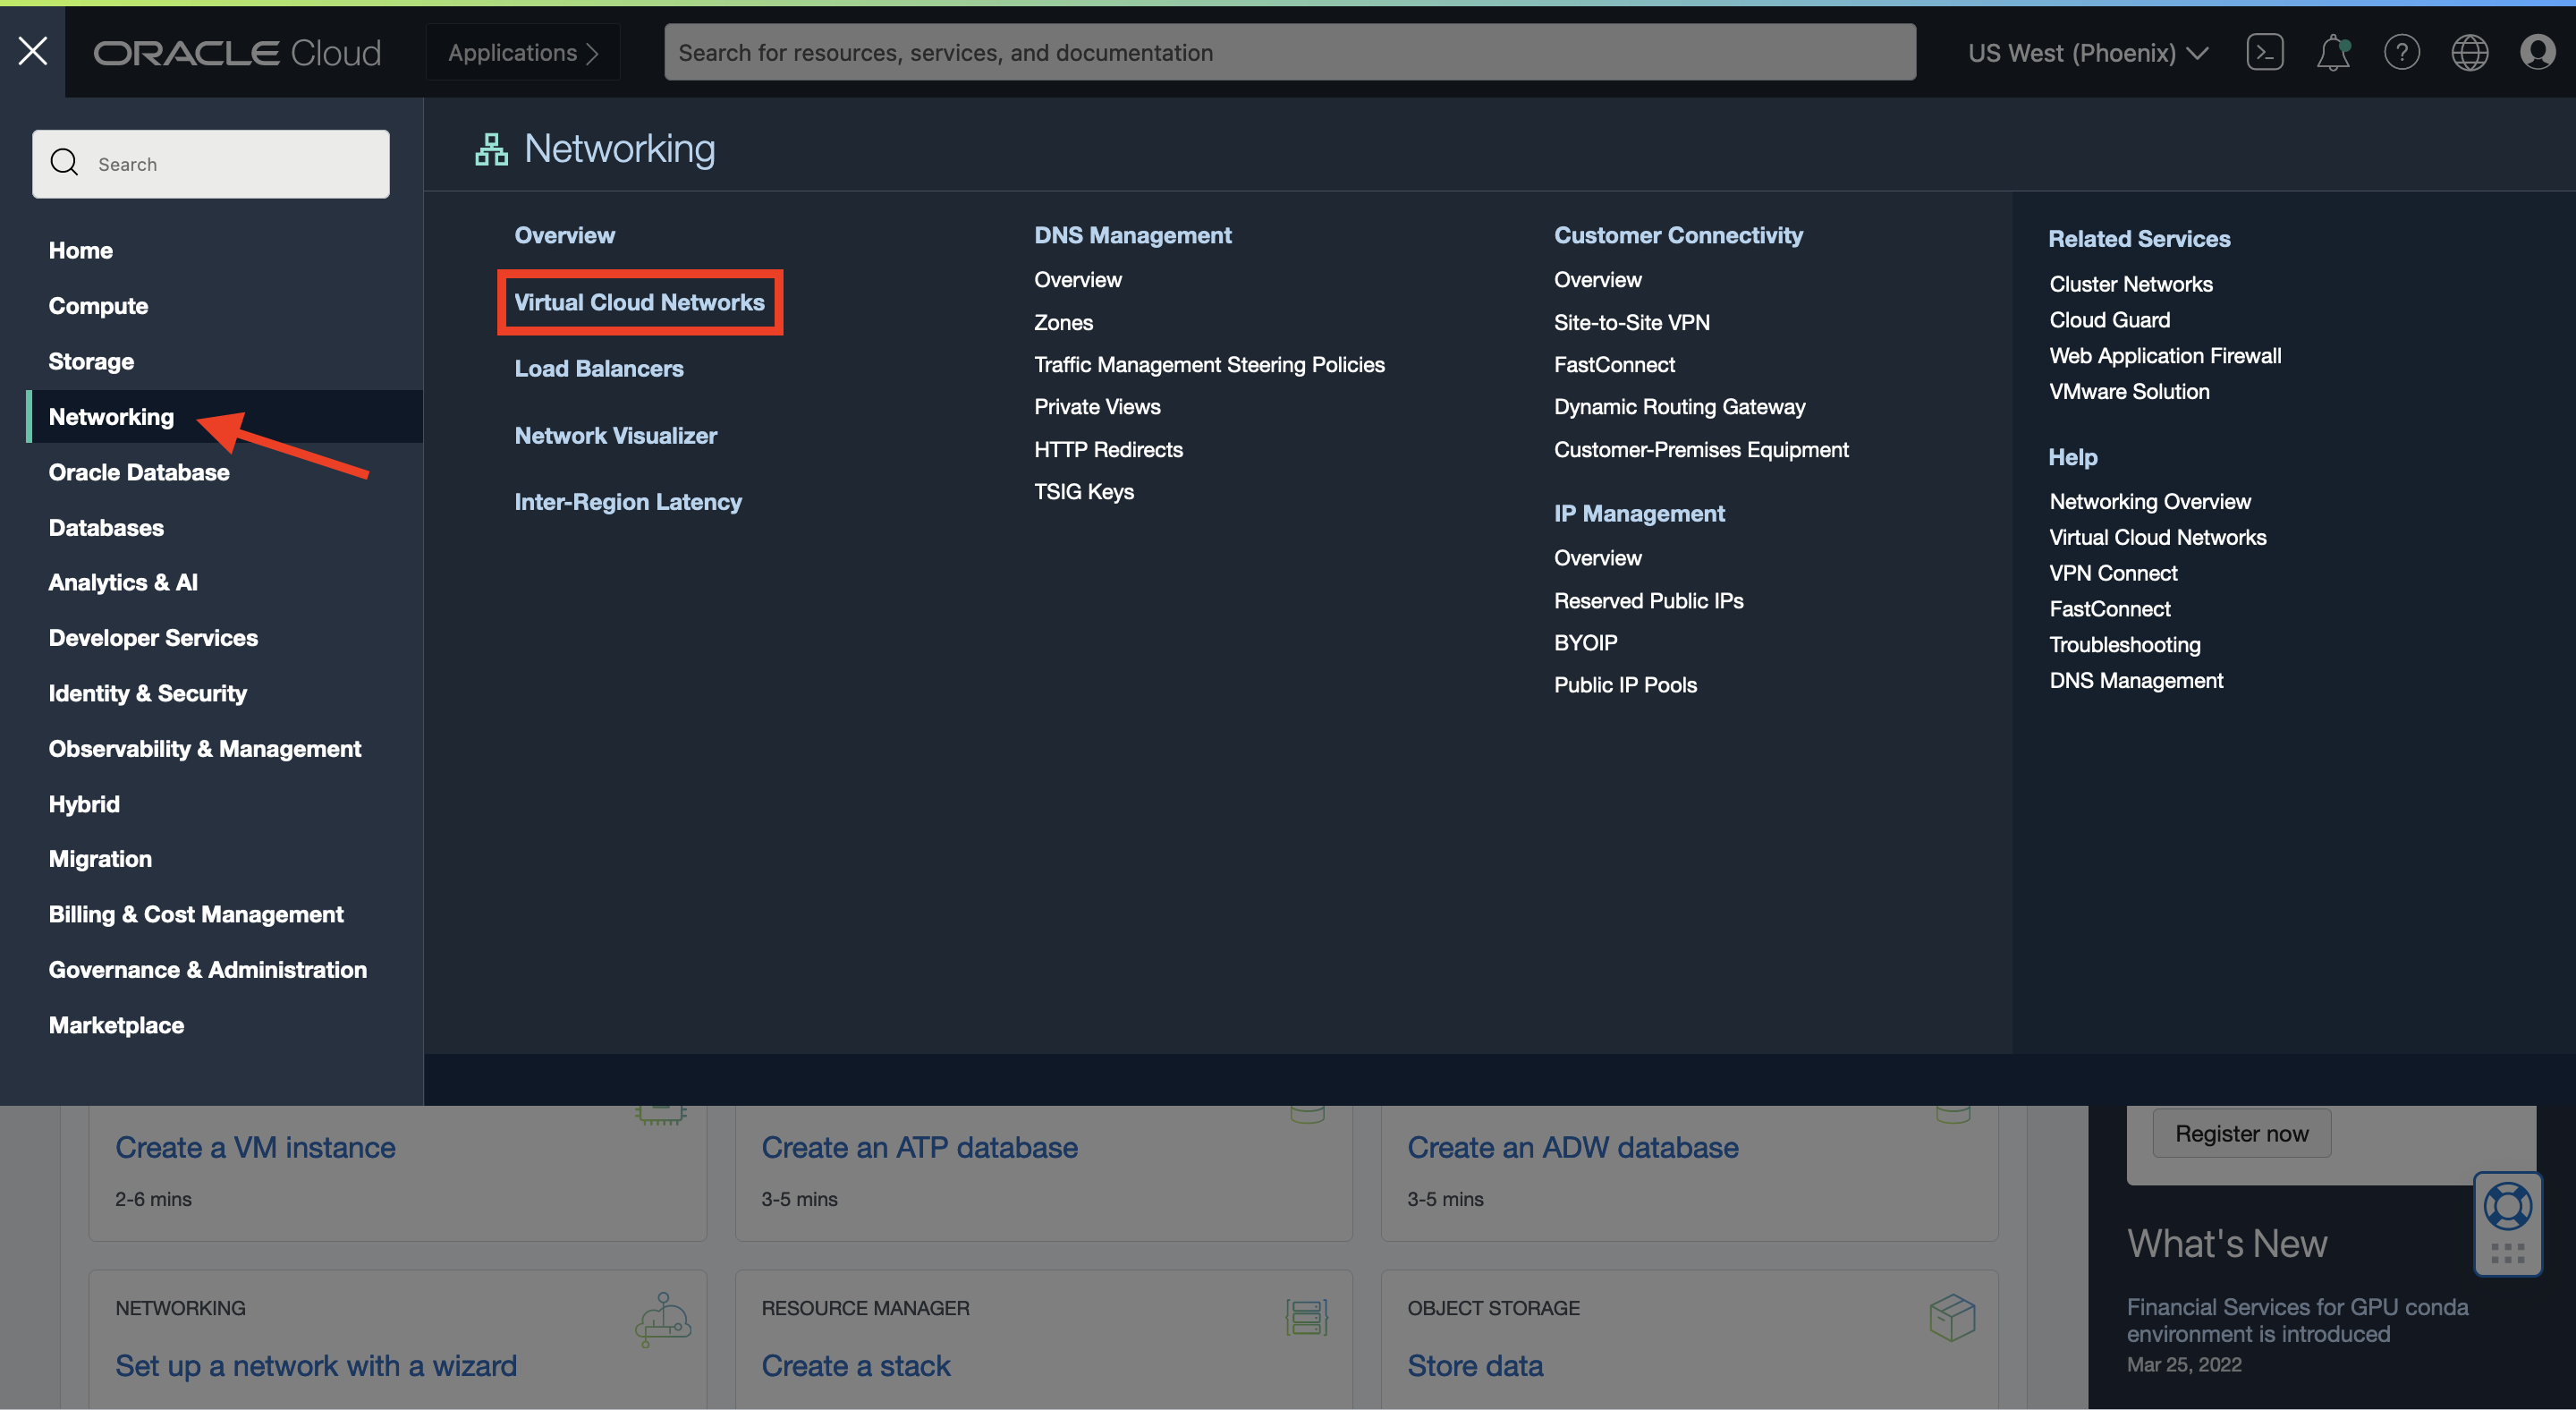 ORACLE Cloud
Applications
Search for resources, services, and documentation
US West (Phoenix)
Search
Home
Compute
Storage
Networking
Oracle Database
Databases
Analytics & AI
Developer Services
Identity & Security
Observability & Management
Hybrid
Migration
Billing & Cost Management
Governance & Administration
Marketplace
Networking
Overview
Virtual Cloud Networks
Load Balancers
Network Visualizer
Inter-Region Latency
DNS Management
Overview
Zones
Traffic Management Steering Policies
Private Views
HTTP Redirects
TSIG Keys
Customer Connectivity
Overview
Site-to-Site VPN
FastConnect
Dynamic Routing Gateway
Customer-Premises Equipment
IP Management
Overview
Reserved Public IPs
BYOIP
Public IP Pools
Related Services
Cluster Networks
Cloud Guard
Web Application Firewall
VMware Solution
Help
Networking Overview
Virtual Cloud Networks
VPN Connect
FastConnect
Troubleshooting
DNS Management
Create a VM instance
2-6 mins
Create an ATP database
3-5 mins
Create an ADW database
3-5 mins
NETWORKING
Set up a network with a wizard
RESOURCE MANAGER
Create a stack
OBJECT STORAGE
Store data
Register now
What's New
Financial Services for GPU conda
environment is introduced
Mar 25, 2022